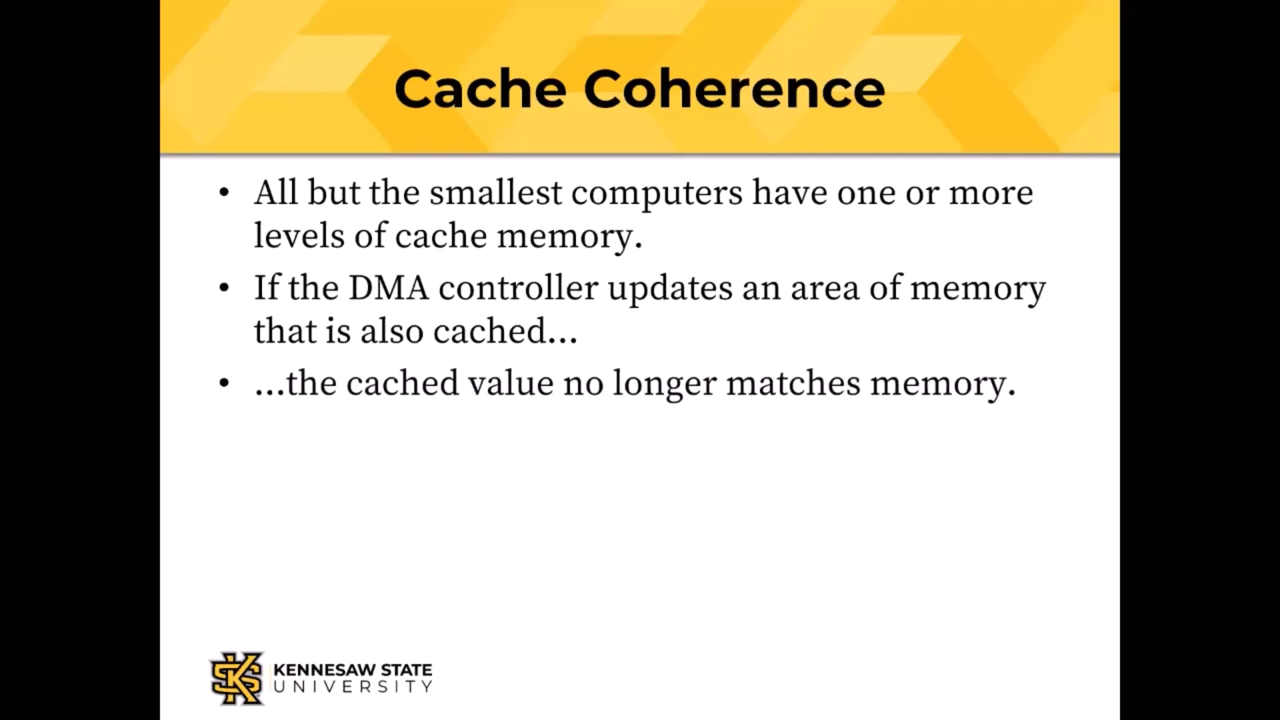 Cache Coherence
• All but the smallest computers have one or more
levels of cache memory.
• If the DMA controller updates an area of memory
that is also cached…
• …the cached value no longer matches memory.
KENNESAW STATE
UNIVERSITY